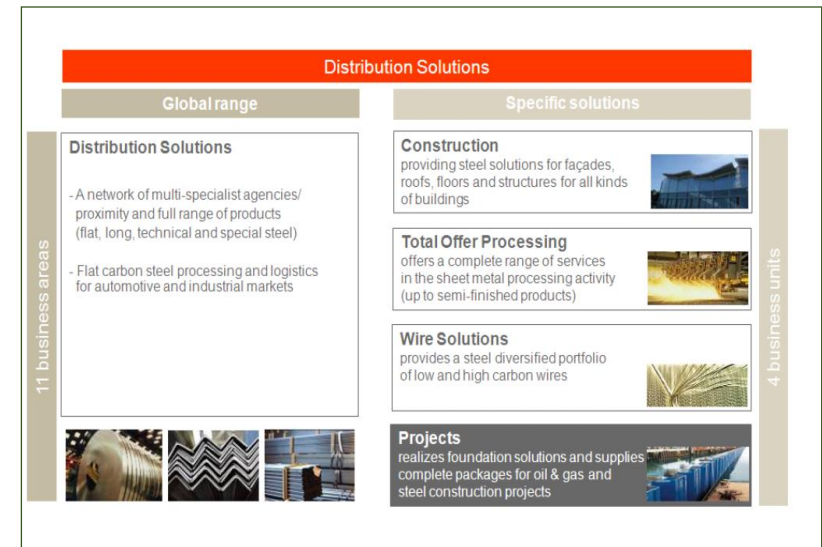 Distribution Solutions
Global range
Specific solutions
11 business areas
Distribution Solutions
- A network of multi-specialist agencies/
proximity and full range of products
(flat, long, technical and special steel)
- Flat carbon steel processing and logistics
for automotive and industrial markets
Construction
providing steel solutions for façades,
roofs, floors and structures for all kinds
of buildings
Total Offer Processing
offers a complete range of services
in the sheet metal processing activity
(up to semi-finished products)
Wire Solutions
provides a steel diversified portfolio
of low and high carbon wires
Projects
realizes foundation solutions and supplies
complete packages for oil & gas and
steel construction projects
4 business units